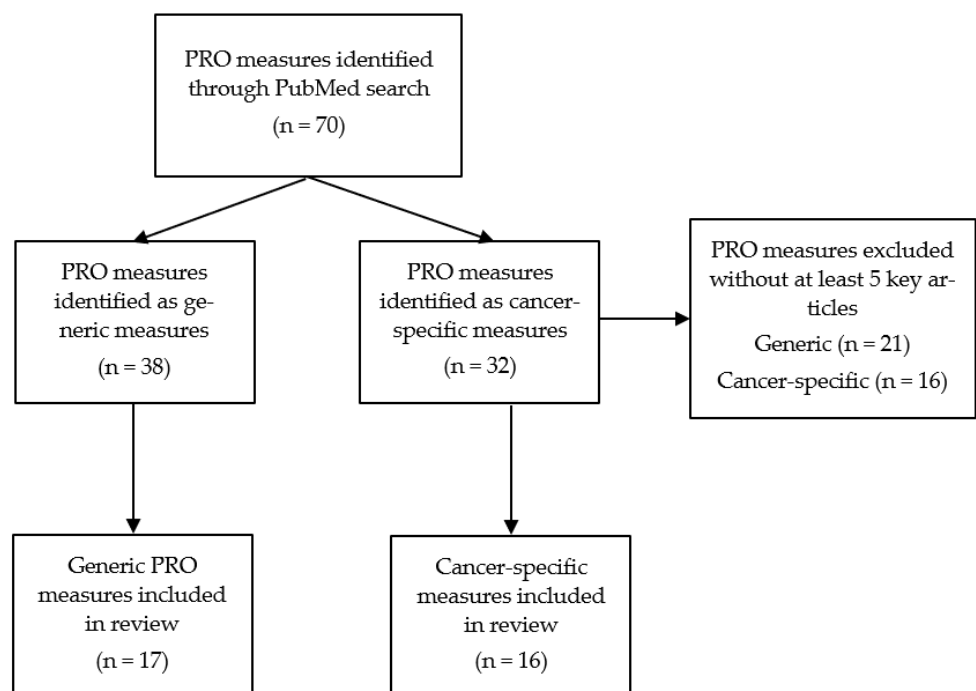 PRO measures identified
through PubMed search
(n = 70)
PRO measures
identified as ge-
neric measures
(n = 38)
PRO measures
identified as cancer-
specific measures
(n = 32)
PRO measures excluded
without at least 5 key ar-
ticles
Generic (n = 21)
Cancer-specific (n = 16)
Generic PRO
measures included
in review
(n = 17)
Cancer-specific
measures included
in review
(n = 16)